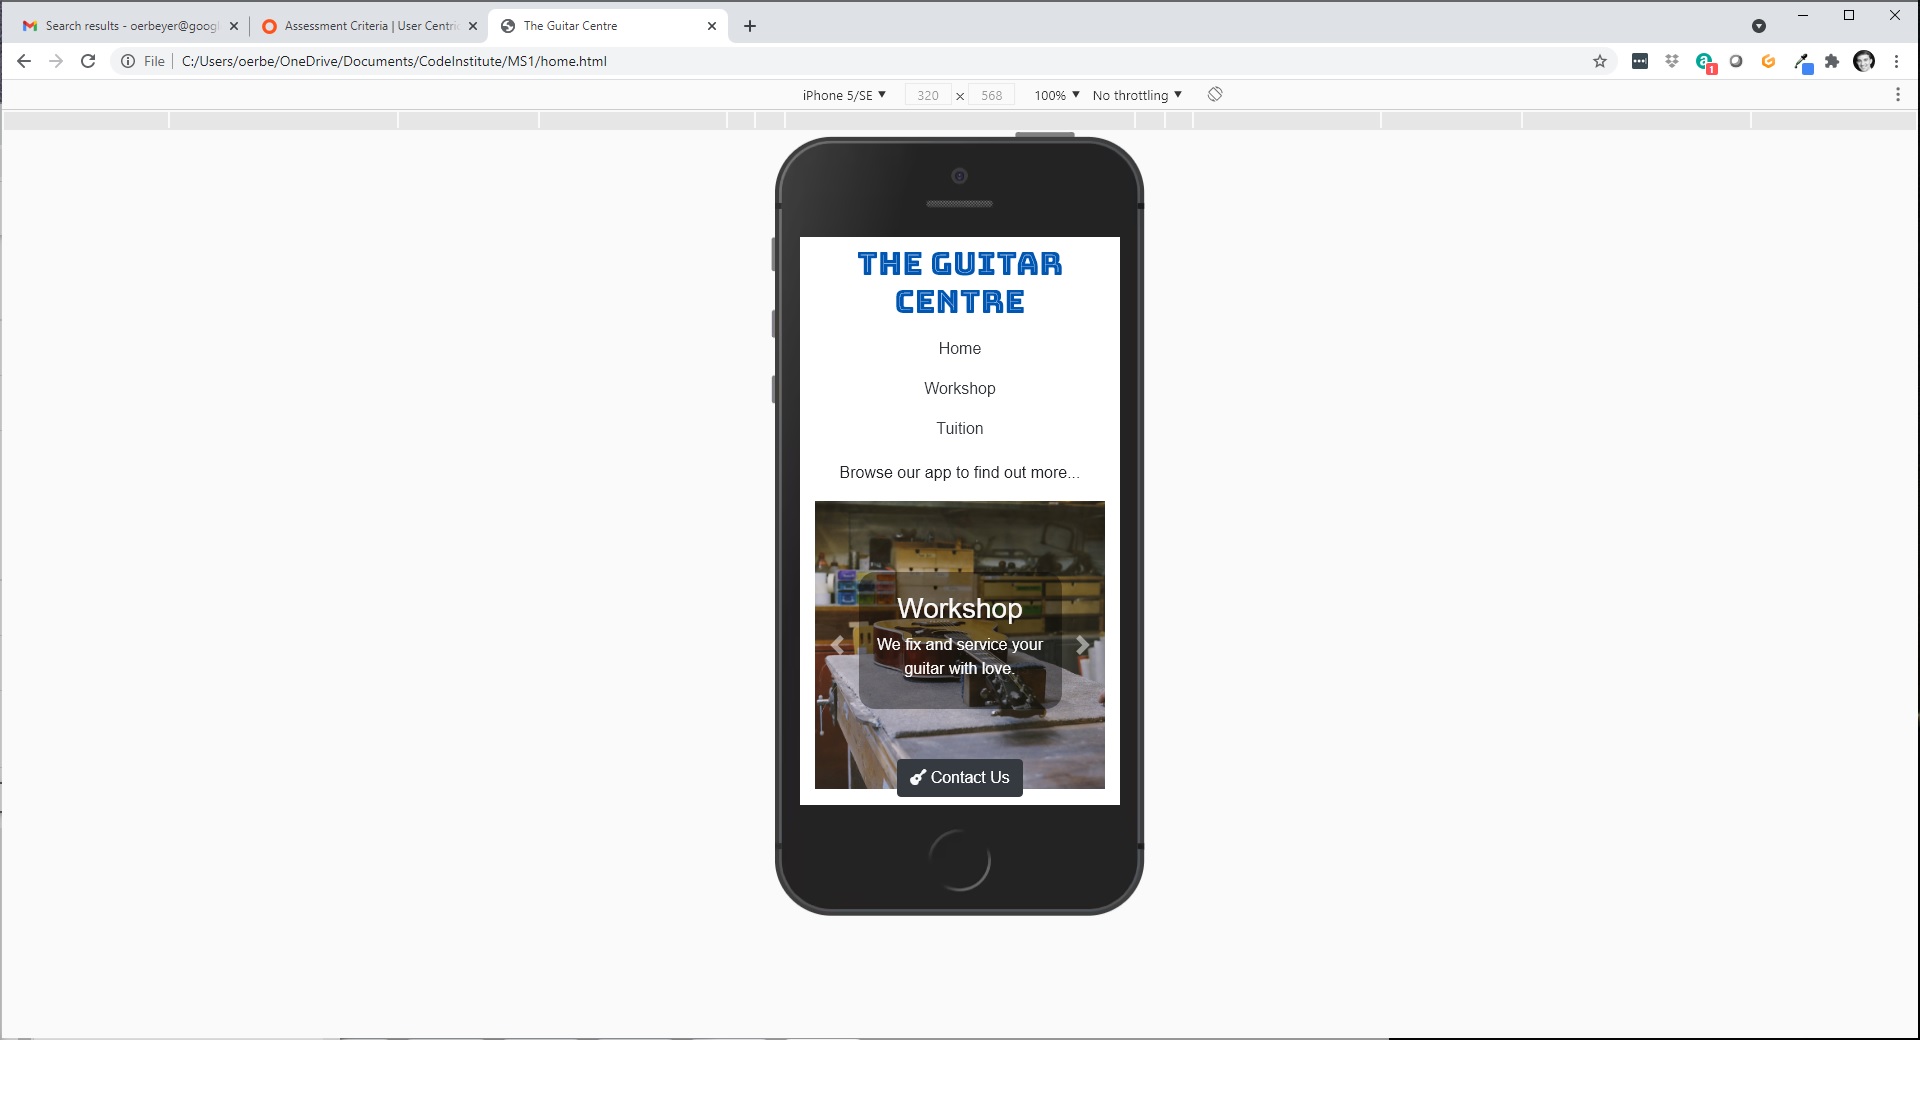 Search results - oerbeyer@googl
Assessment Criteria | User Centric
The Guitar Centre
File
C:/Users/oerbe/OneDrive/Documents/CodeInstitute/MS1/home.html
1
iPhone 5/SE
320 × 568
100%
No throttling
THE GUITAR
CENTRE
Home
Workshop
Tuition
Browse our app to find out more...
Workshop
We fix and service your
guitar with love.
Contact Us